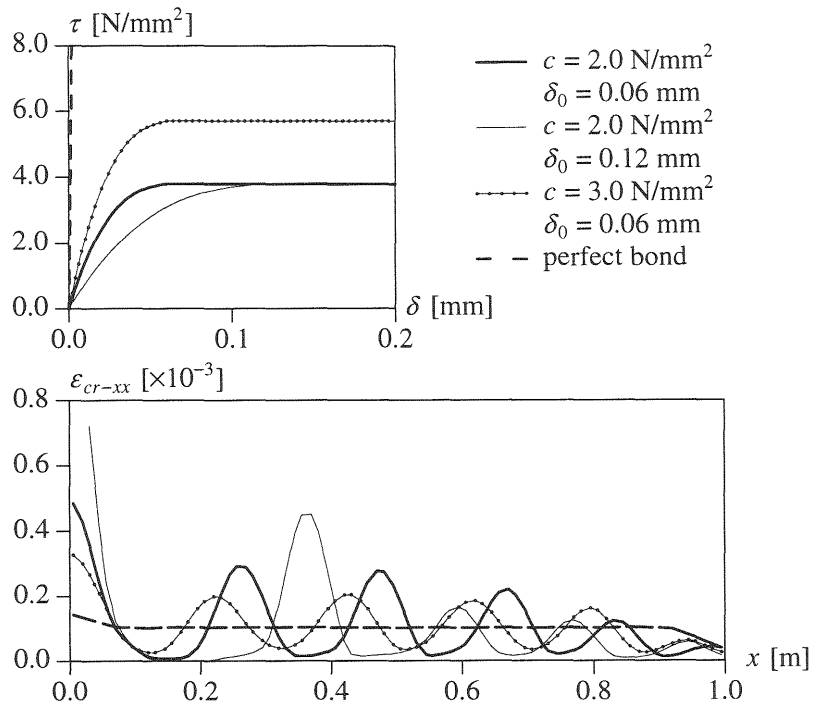 τ [N/mm²]
8.0
6.0
4.0
2.0
0.0
0.0 0.1 0.2
δ [mm]
c = 2.0 N/mm²
δ₀ = 0.06 mm
c = 2.0 N/mm²
δ₀ = 0.12 mm
c = 3.0 N/mm²
δ₀ = 0.06 mm
perfect bond
ε_cr−xx [×10⁻³]
0.8
0.6
0.4
0.2
0.0
0.0 0.2 0.4 0.6 0.8 1.0
x [m]